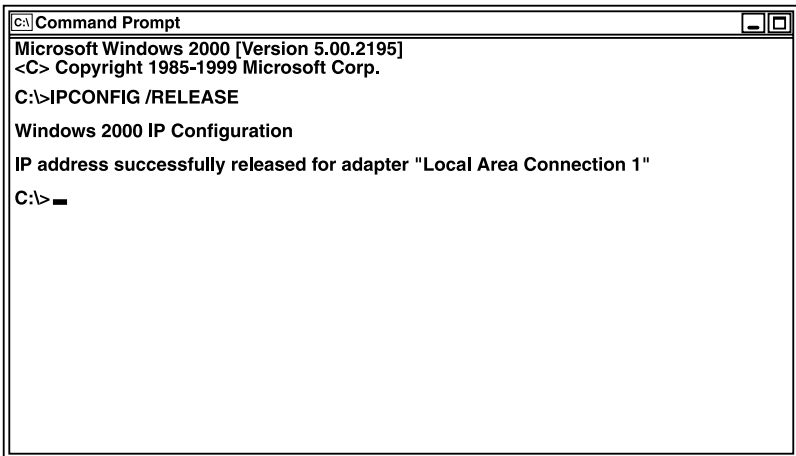 C:\ Command Prompt
Microsoft Windows 2000 [Version 5.00.2195]
<C> Copyright 1985-1999 Microsoft Corp.
C:\>IPCONFIG /RELEASE
Windows 2000 IP Configuration
IP address successfully released for adapter "Local Area Connection 1"
C:\>